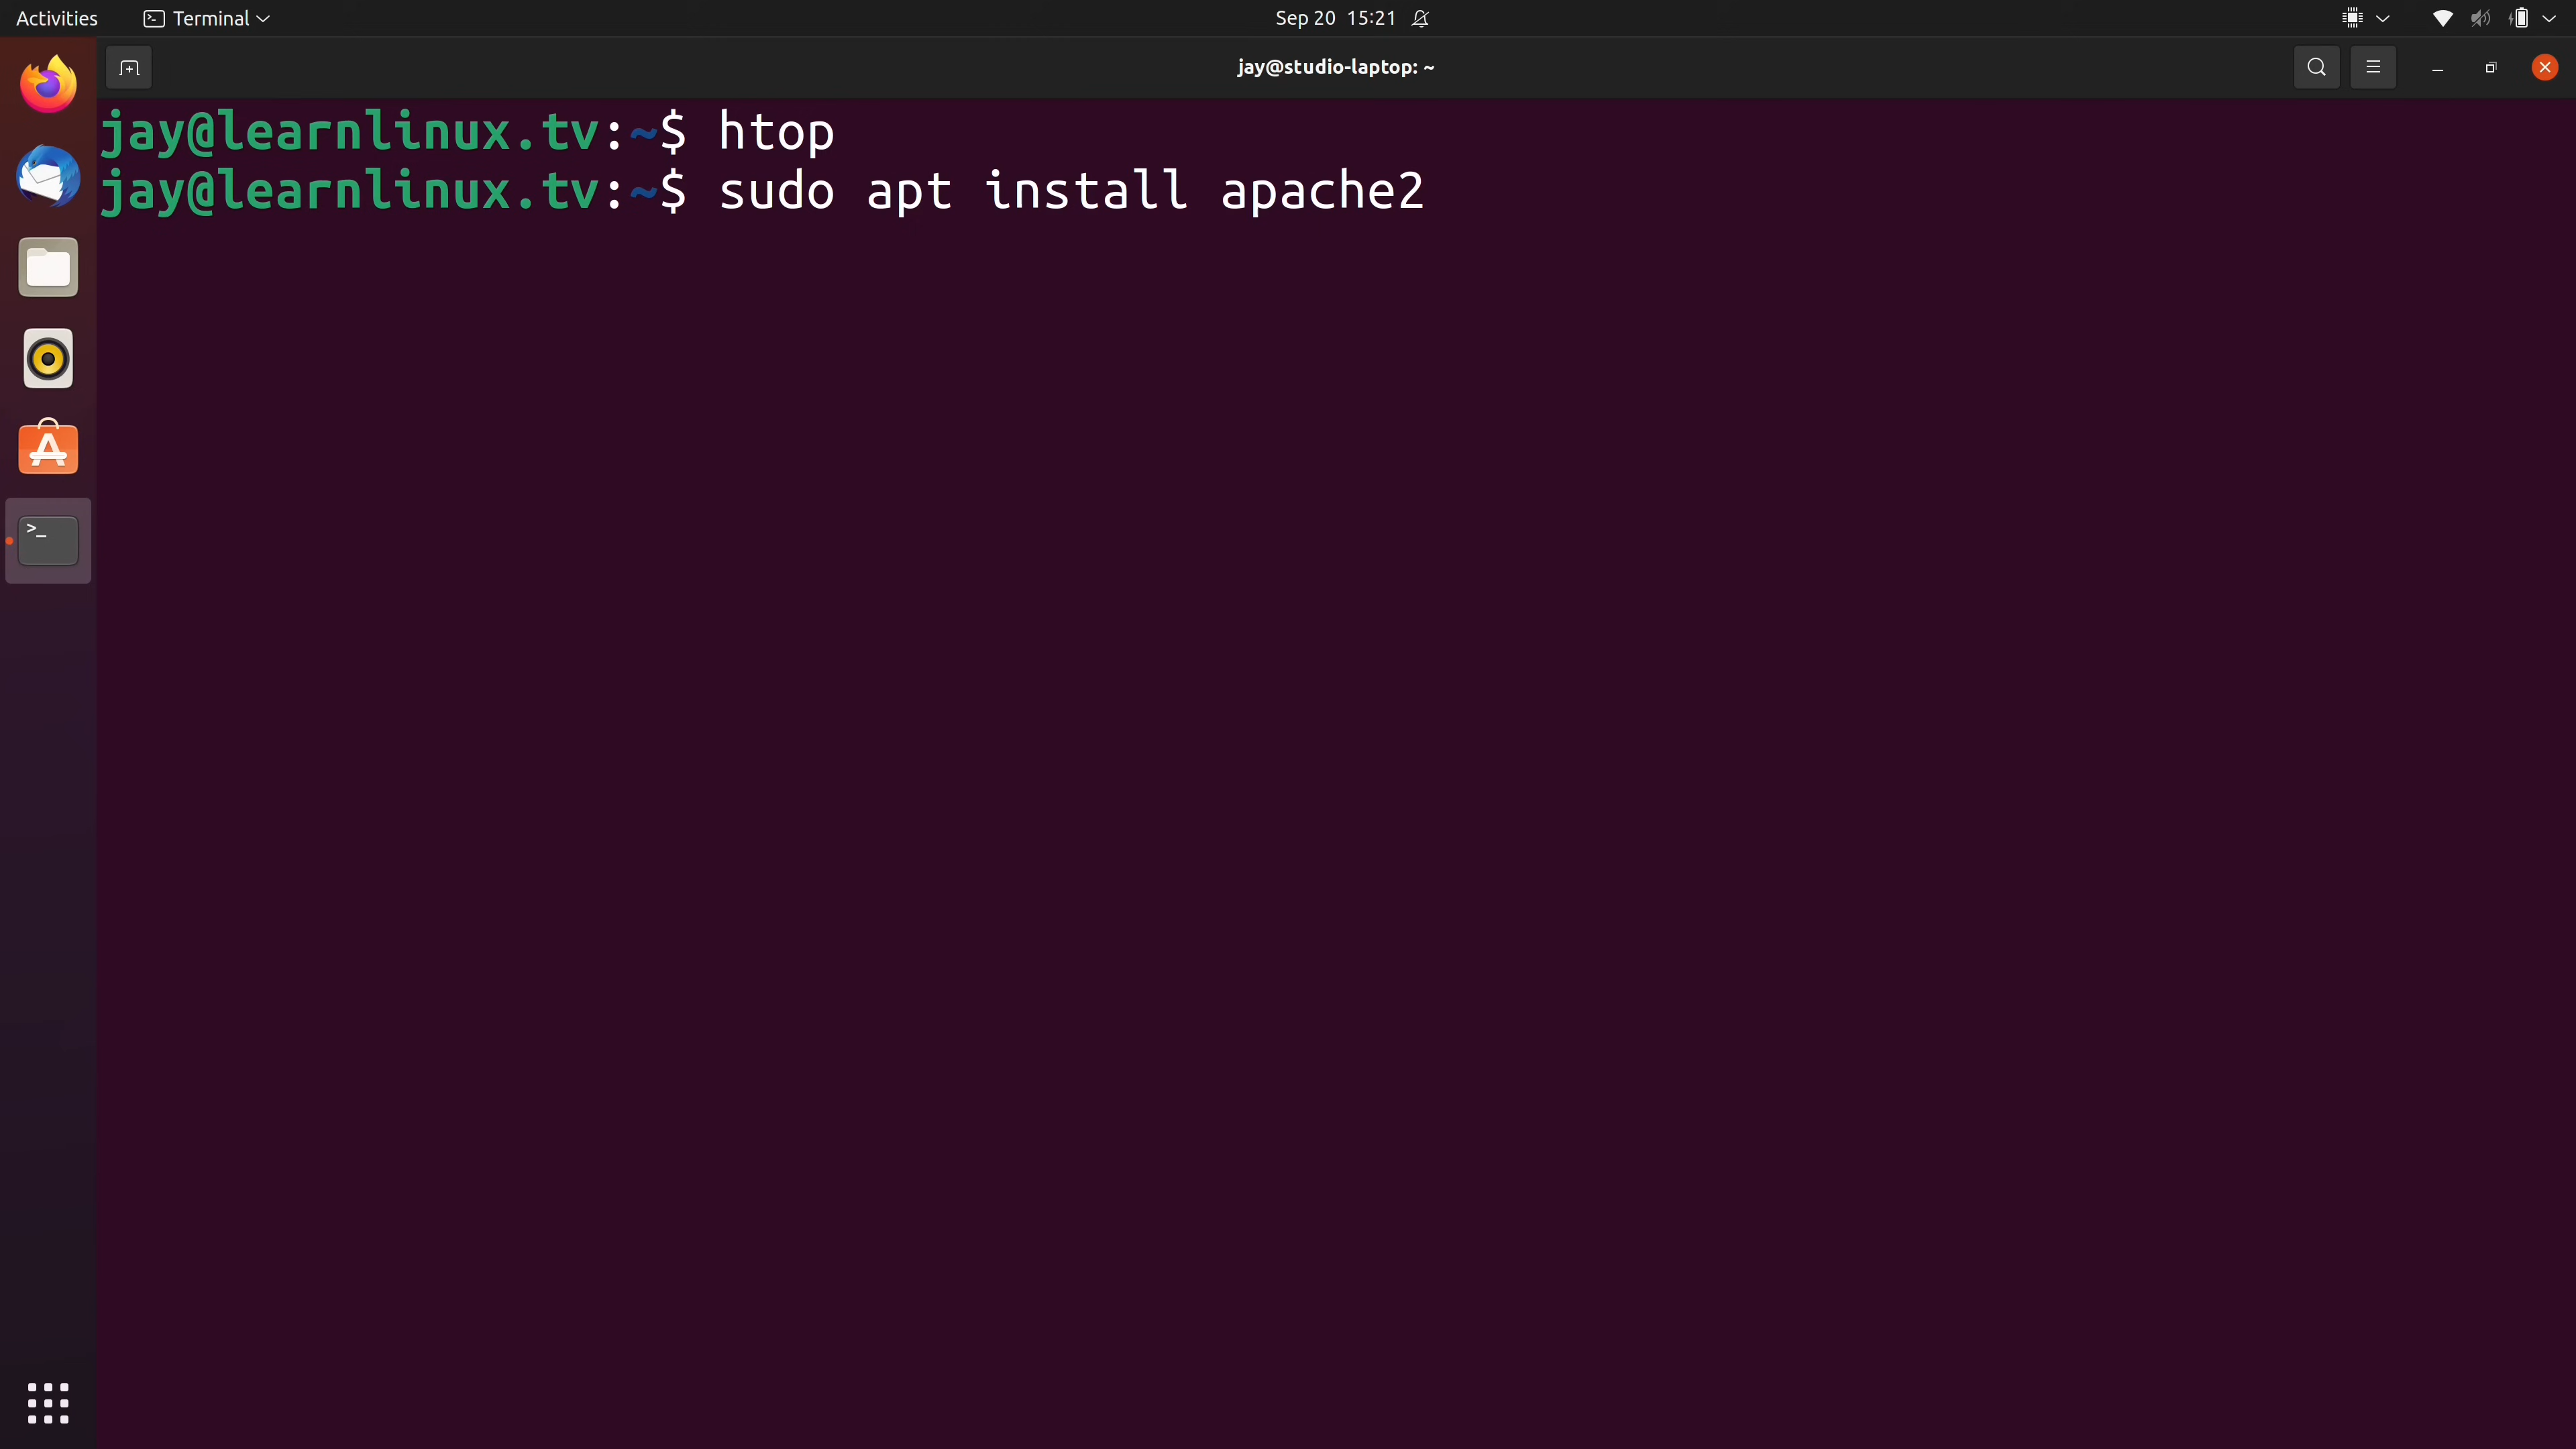 Activities Terminal Sep 20 15:21
jay@studio-laptop: ~
jay@learnlinux.tv:~$ htop
jay@learnlinux.tv:~$ sudo apt install apache2
>_